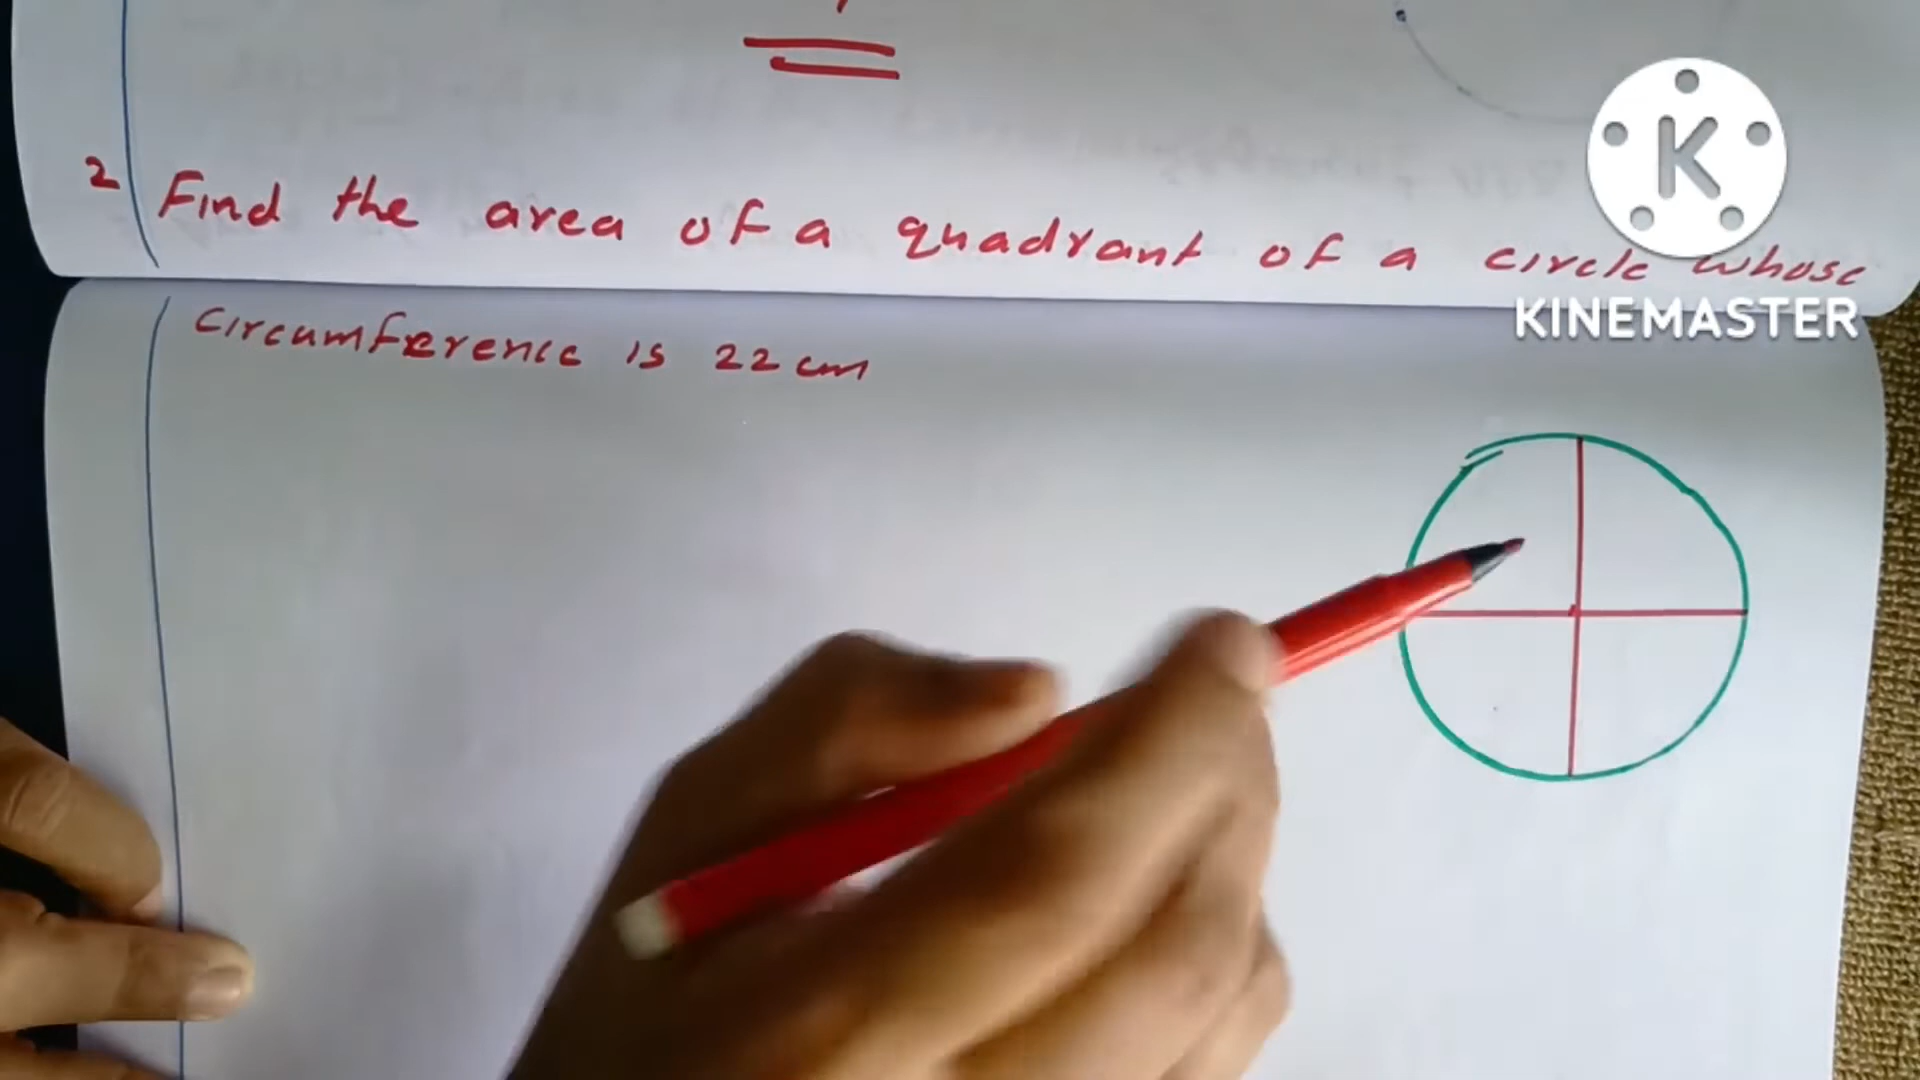 2 Find the area of a quadrant of a circle whose
circumference is 22 cm
K
KINEMASTER